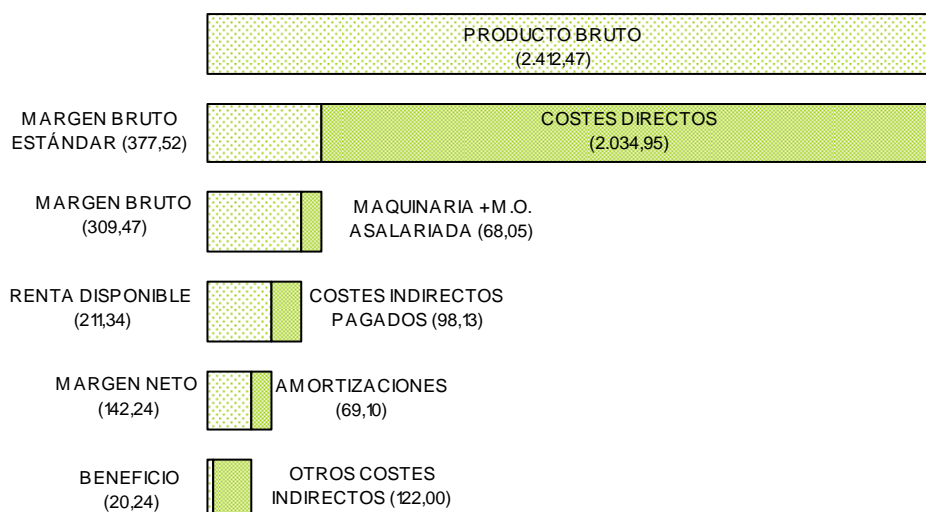 PRODUCTO BRUTO
(2.412,47)
MARGEN BRUTO
ESTÁNDAR (377,52)
COSTES DIRECTOS
(2.034,95)
MARGEN BRUTO
(309,47)
MAQUINARIA +M.O.
ASALARIADA (68,05)
RENTA DISPONIBLE
(211,34)
COSTES INDIRECTOS
PAGADOS (98,13)
MARGEN NETO
(142,24)
AMORTIZACIONES
(69,10)
BENEFICIO
(20,24)
OTROS COSTES
INDIRECTOS (122,00)